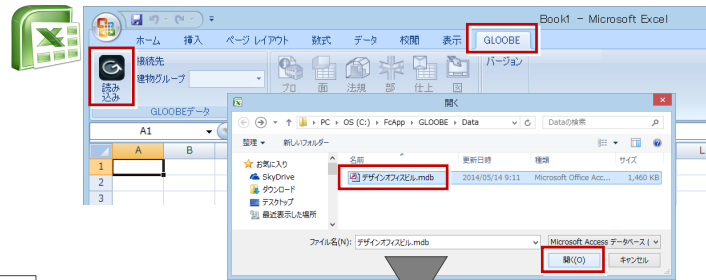 Book1 - Microsoft Excel
ホーム 挿入 ページ レイアウト 数式 データ 校閲 表示 GLOOBE
読み
込み
接続先
建物グループ
プロ 面 法規 部 仕上 図
バージョン
GLOOBEデータ
A1
A B L
1
2
3
開く
PC OS (C:) FcApp GLOOBE Data
Dataの検索
整理 新しいフォルダー
お気に入り
SkyDrive
ダウンロード
デスクトップ
最近表示した場所
名前 更新日時 種類 サイズ
デザインオフィスビル.mdb 2014/05/14 9:11 Microsoft Office Acc... 1,460 KB
ファイル名(N): デザインオフィスビル.mdb
Microsoft Access データベース (
開く(O) キャンセル